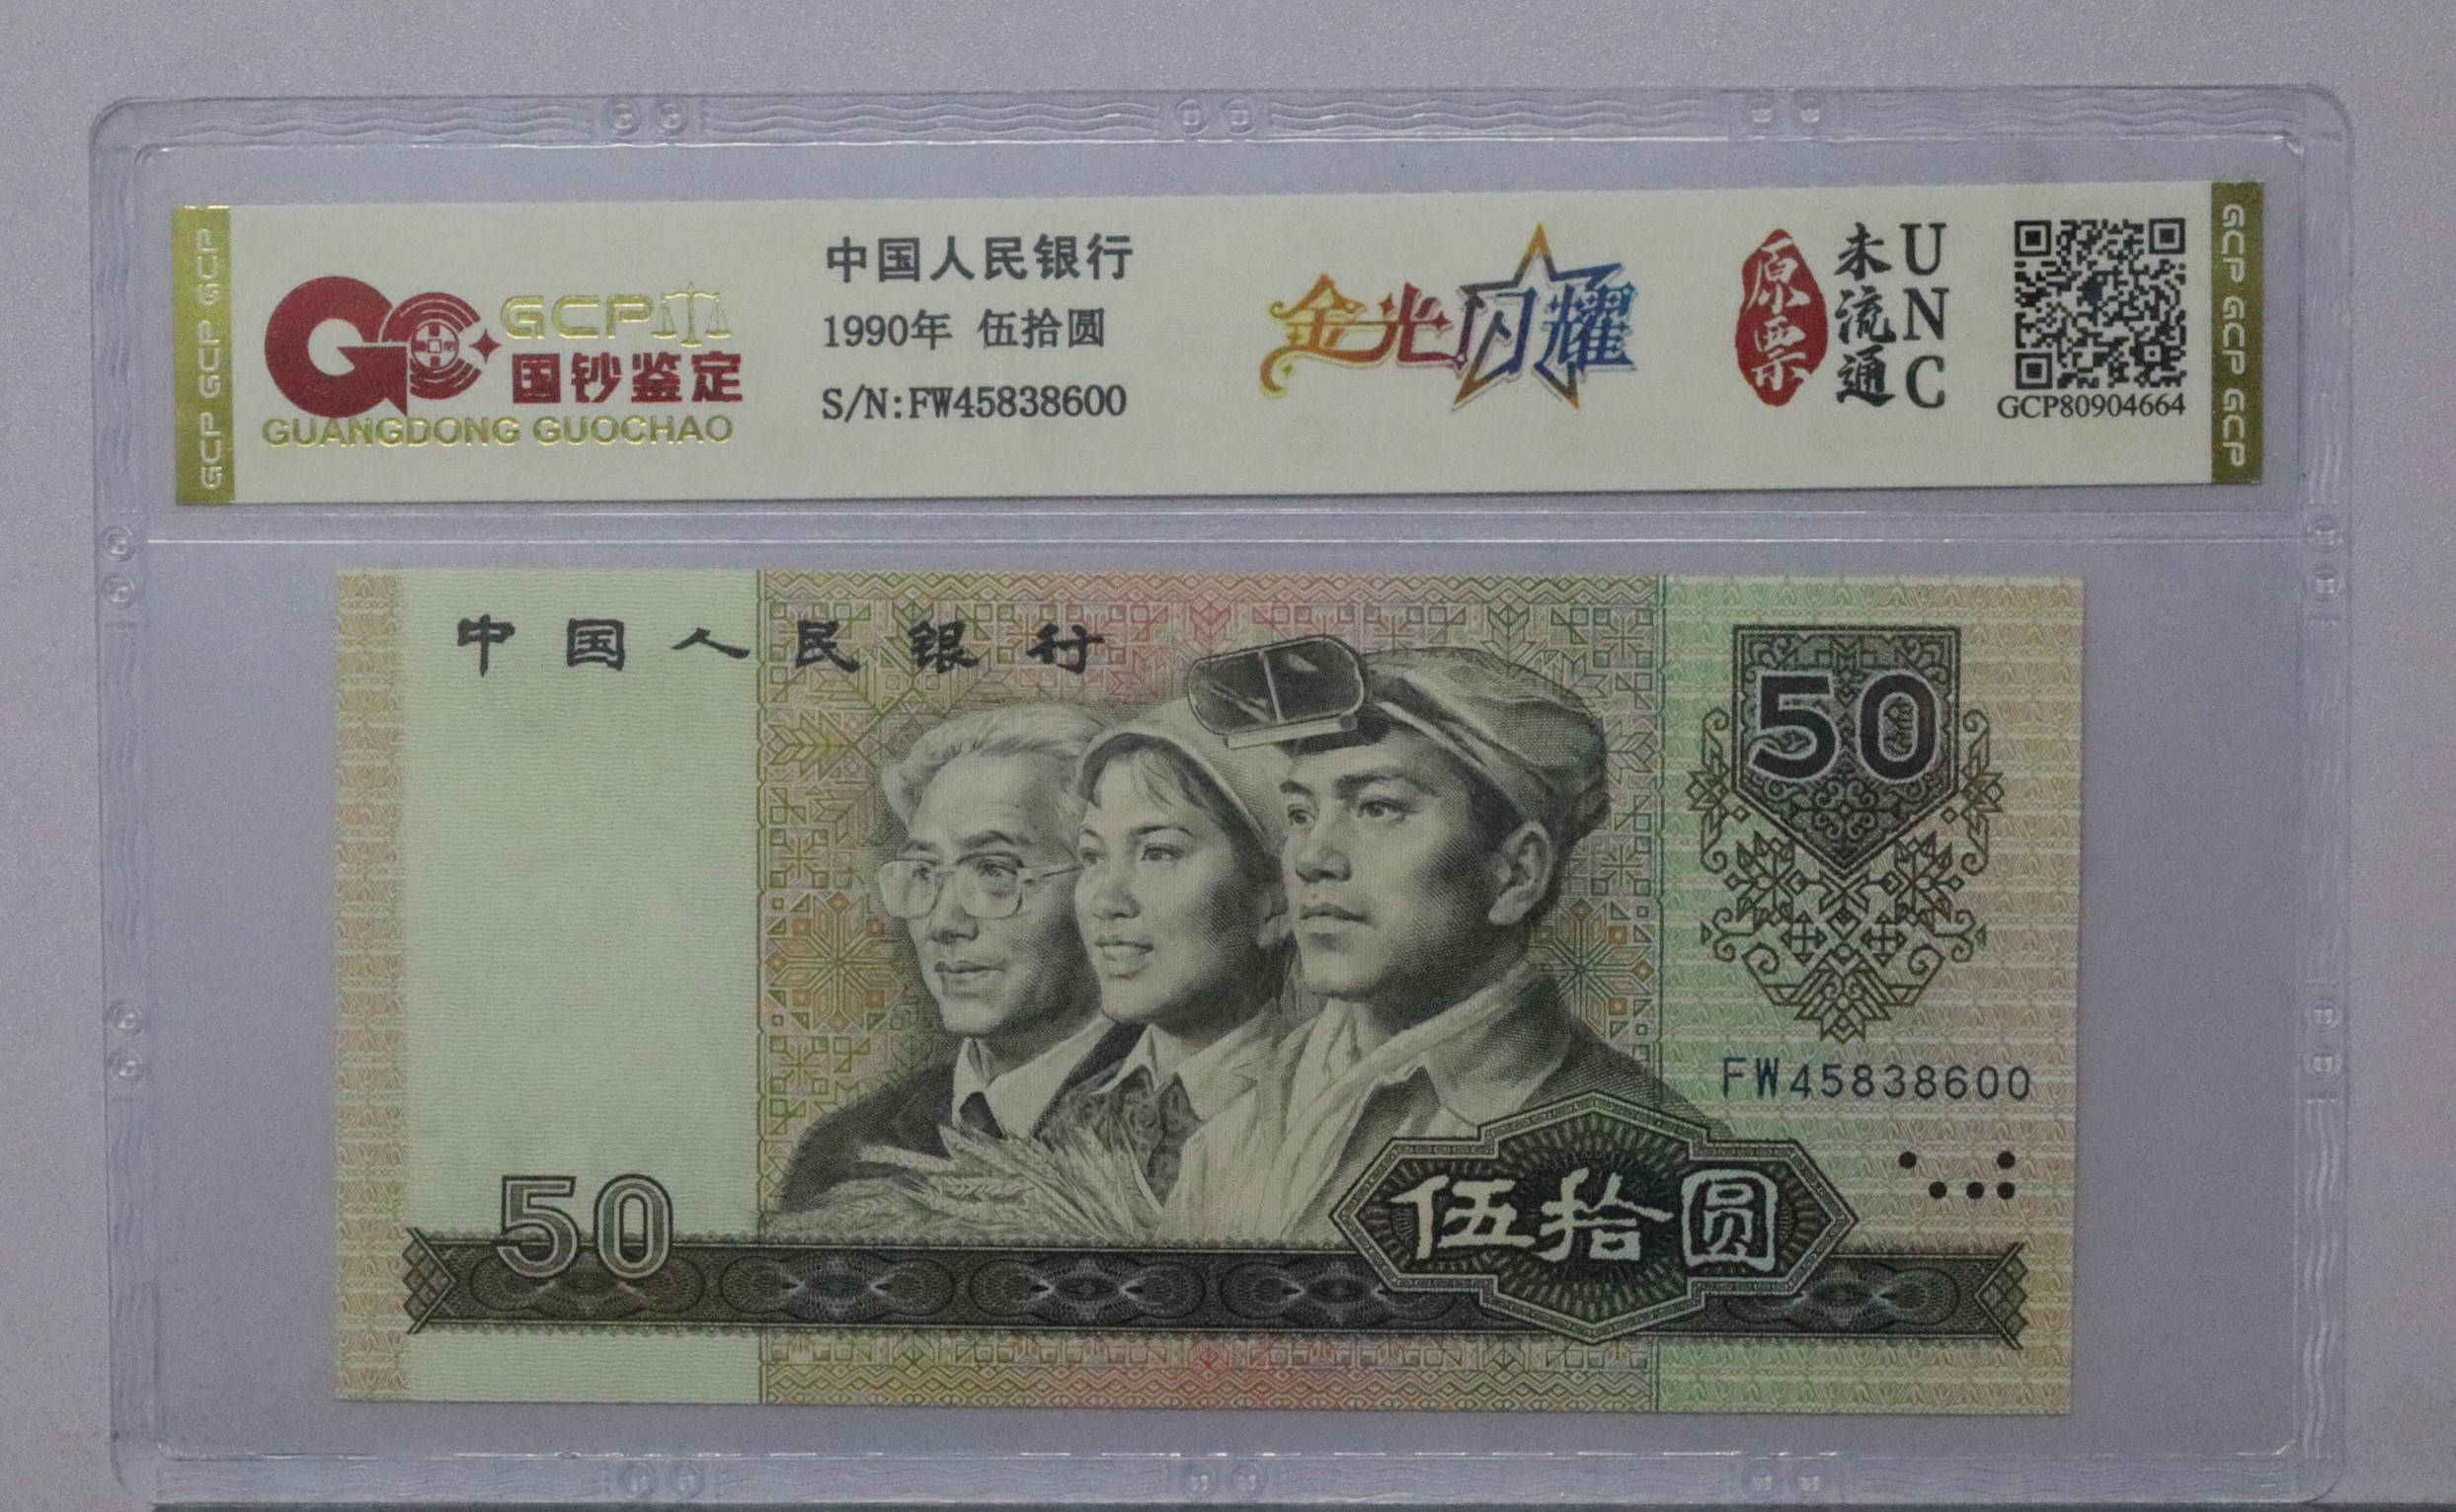 GCP GCP GCP
GCP
国钞鉴定
GUANGDONG GUOCHAO
中国人民银行
1990年 伍拾圆
S/N:FW45838600
金光闪耀
原票
未流通
UNC
GCP80904664
GCP GCP GCP
中国人民银行
50
FW45838600
50
伍拾圆